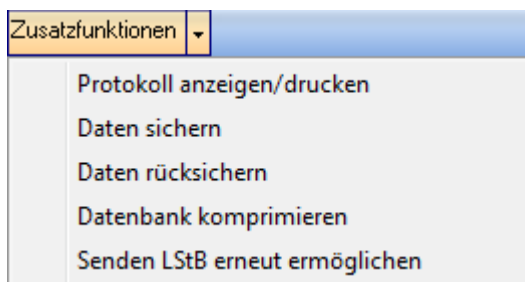 Zusatzfunktionen
Protokoll anzeigen/drucken
Daten sichern
Daten rücksichern
Datenbank komprimieren
Senden LStB erneut ermöglichen